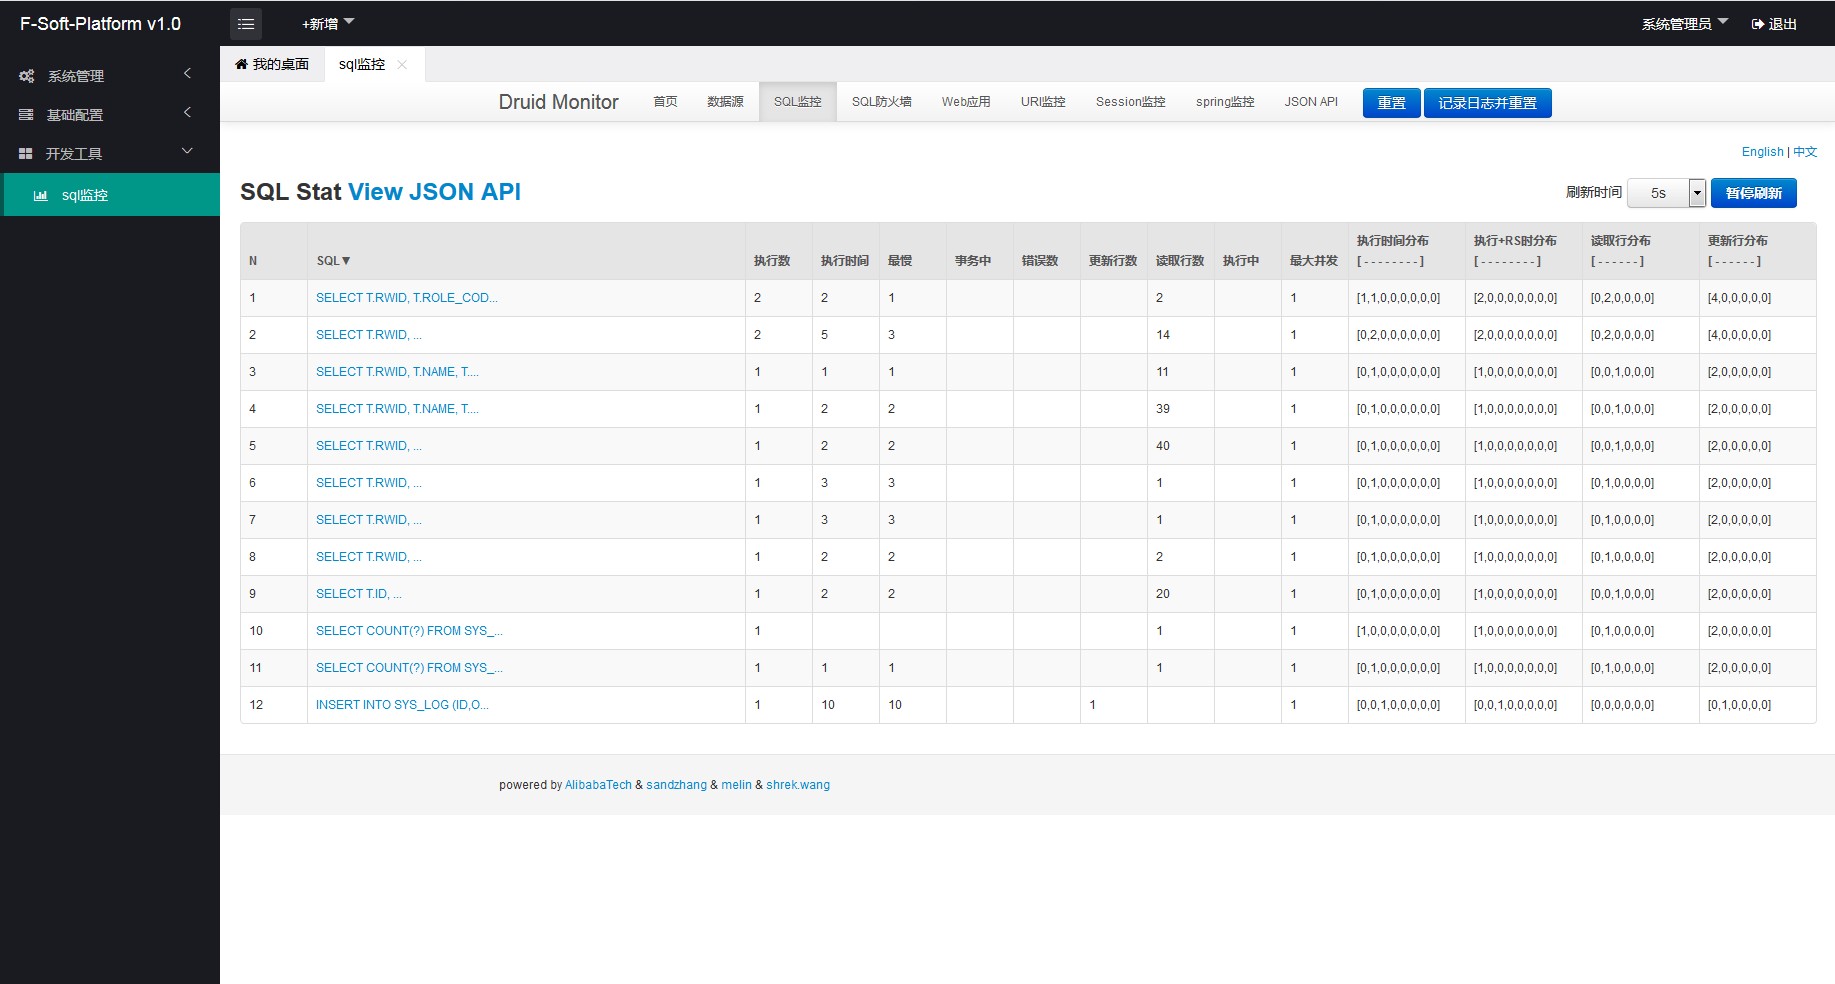 F-Soft-Platform v1.0
+新增
系统管理员
退出
系统管理
基础配置
开发工具
sql监控
我的桌面
sql监控
Druid Monitor
首页
数据源
SQL监控
SQL防火墙
Web应用
URI监控
Session监控
spring监控
JSON API
重置
记录日志并重置
English | 中文
SQL Stat View JSON API
刷新时间
5s
暂停刷新
N SQL▼ 执行数 执行时间 最慢 事务中 错误数 更新行数 读取行数 执行中 最大并发 执行时间分布 [ - - - - - - - - ] 执行+RS时分布 [ - - - - - - - - ] 读取行分布 [ - - - - - - ] 更新行分布 [ - - - - - - ]
1 SELECT T.RWID, T.ROLE_COD... 2 2 1 2 1 [1,1,0,0,0,0,0,0] [2,0,0,0,0,0,0,0] [0,2,0,0,0,0] [4,0,0,0,0,0]
2 SELECT T.RWID, ... 2 5 3 14 1 [0,2,0,0,0,0,0,0] [2,0,0,0,0,0,0,0] [0,2,0,0,0,0] [4,0,0,0,0,0]
3 SELECT T.RWID, T.NAME, T.... 1 1 1 11 1 [0,1,0,0,0,0,0,0] [1,0,0,0,0,0,0,0] [0,0,1,0,0,0] [2,0,0,0,0,0]
4 SELECT T.RWID, T.NAME, T.... 1 2 2 39 1 [0,1,0,0,0,0,0,0] [1,0,0,0,0,0,0,0] [0,0,1,0,0,0] [2,0,0,0,0,0]
5 SELECT T.RWID, ... 1 2 2 40 1 [0,1,0,0,0,0,0,0] [1,0,0,0,0,0,0,0] [0,0,1,0,0,0] [2,0,0,0,0,0]
6 SELECT T.RWID, ... 1 3 3 1 1 [0,1,0,0,0,0,0,0] [1,0,0,0,0,0,0,0] [0,1,0,0,0,0] [2,0,0,0,0,0]
7 SELECT T.RWID, ... 1 3 3 1 1 [0,1,0,0,0,0,0,0] [1,0,0,0,0,0,0,0] [0,1,0,0,0,0] [2,0,0,0,0,0]
8 SELECT T.RWID, ... 1 2 2 2 1 [0,1,0,0,0,0,0,0] [1,0,0,0,0,0,0,0] [0,1,0,0,0,0] [2,0,0,0,0,0]
9 SELECT T.ID, ... 1 2 2 20 1 [0,1,0,0,0,0,0,0] [1,0,0,0,0,0,0,0] [0,0,1,0,0,0] [2,0,0,0,0,0]
10 SELECT COUNT(?) FROM SYS_... 1 1 1 [1,0,0,0,0,0,0,0] [1,0,0,0,0,0,0,0] [0,1,0,0,0,0] [2,0,0,0,0,0]
11 SELECT COUNT(?) FROM SYS_... 1 1 1 1 1 [0,1,0,0,0,0,0,0] [1,0,0,0,0,0,0,0] [0,1,0,0,0,0] [2,0,0,0,0,0]
12 INSERT INTO SYS_LOG (ID,O... 1 10 10 1 1 [0,0,1,0,0,0,0,0] [0,0,1,0,0,0,0,0] [0,0,0,0,0,0] [0,1,0,0,0,0]
powered by AlibabaTech & sandzhang & melin & shrek.wang